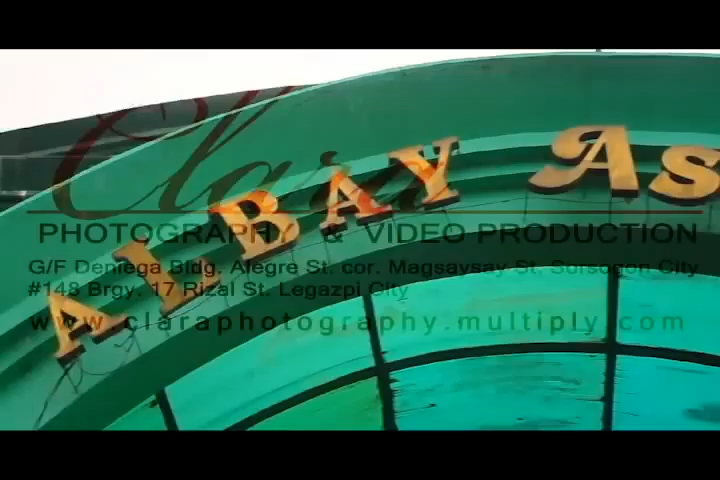 ALBAY As
Clara
PHOTOGRAPHY & VIDEO PRODUCTION
G/F Deniega Bldg. Alegre St. cor. Magsaysay St. Sorsogon City
#148 Brgy. 17 Rizal St. Legazpi City
www.claraphotography.multiply.com